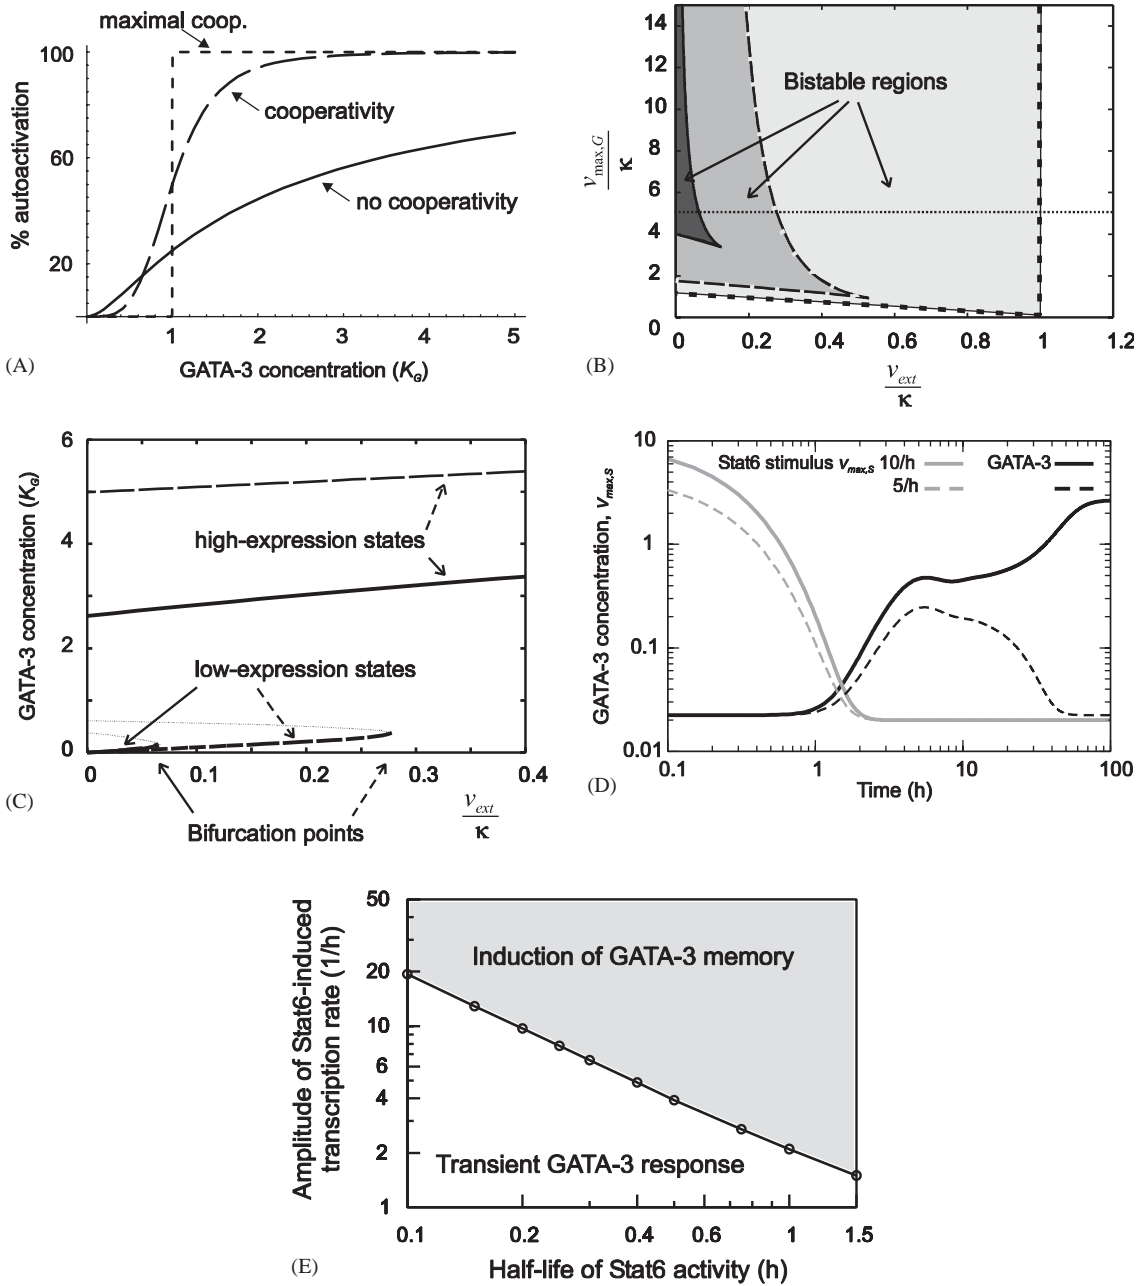 maximal coop.
100
60
20
cooperativity
no cooperativity
% autoactivation
1 2 3 4 5
GATA-3 concentration (K_G)
(A)
14
12
10
8
6
4
2
0
v_max,G
κ
Bistable regions
0 0.2 0.4 0.6 0.8 1 1.2
v_ext
κ
(B)
6
4
2
0
GATA-3 concentration (K_G)
high-expression states
low-expression states
0 0.1 0.2 0.3 0.4
v_ext
κ
Bifurcation points
(C)
10
1
0.1
0.01
GATA-3 concentration, v_max,S
Stat6 stimulus v_max,S 10/h GATA-3
5/h
0.1 1 10 100
Time (h)
(D)
50
20
10
6
4
2
1
Amplitude of Stat6-induced
transcription rate (1/h)
Induction of GATA-3 memory
Transient GATA-3 response
0.1 0.2 0.4 0.6 1 1.5
Half-life of Stat6 activity (h)
(E)